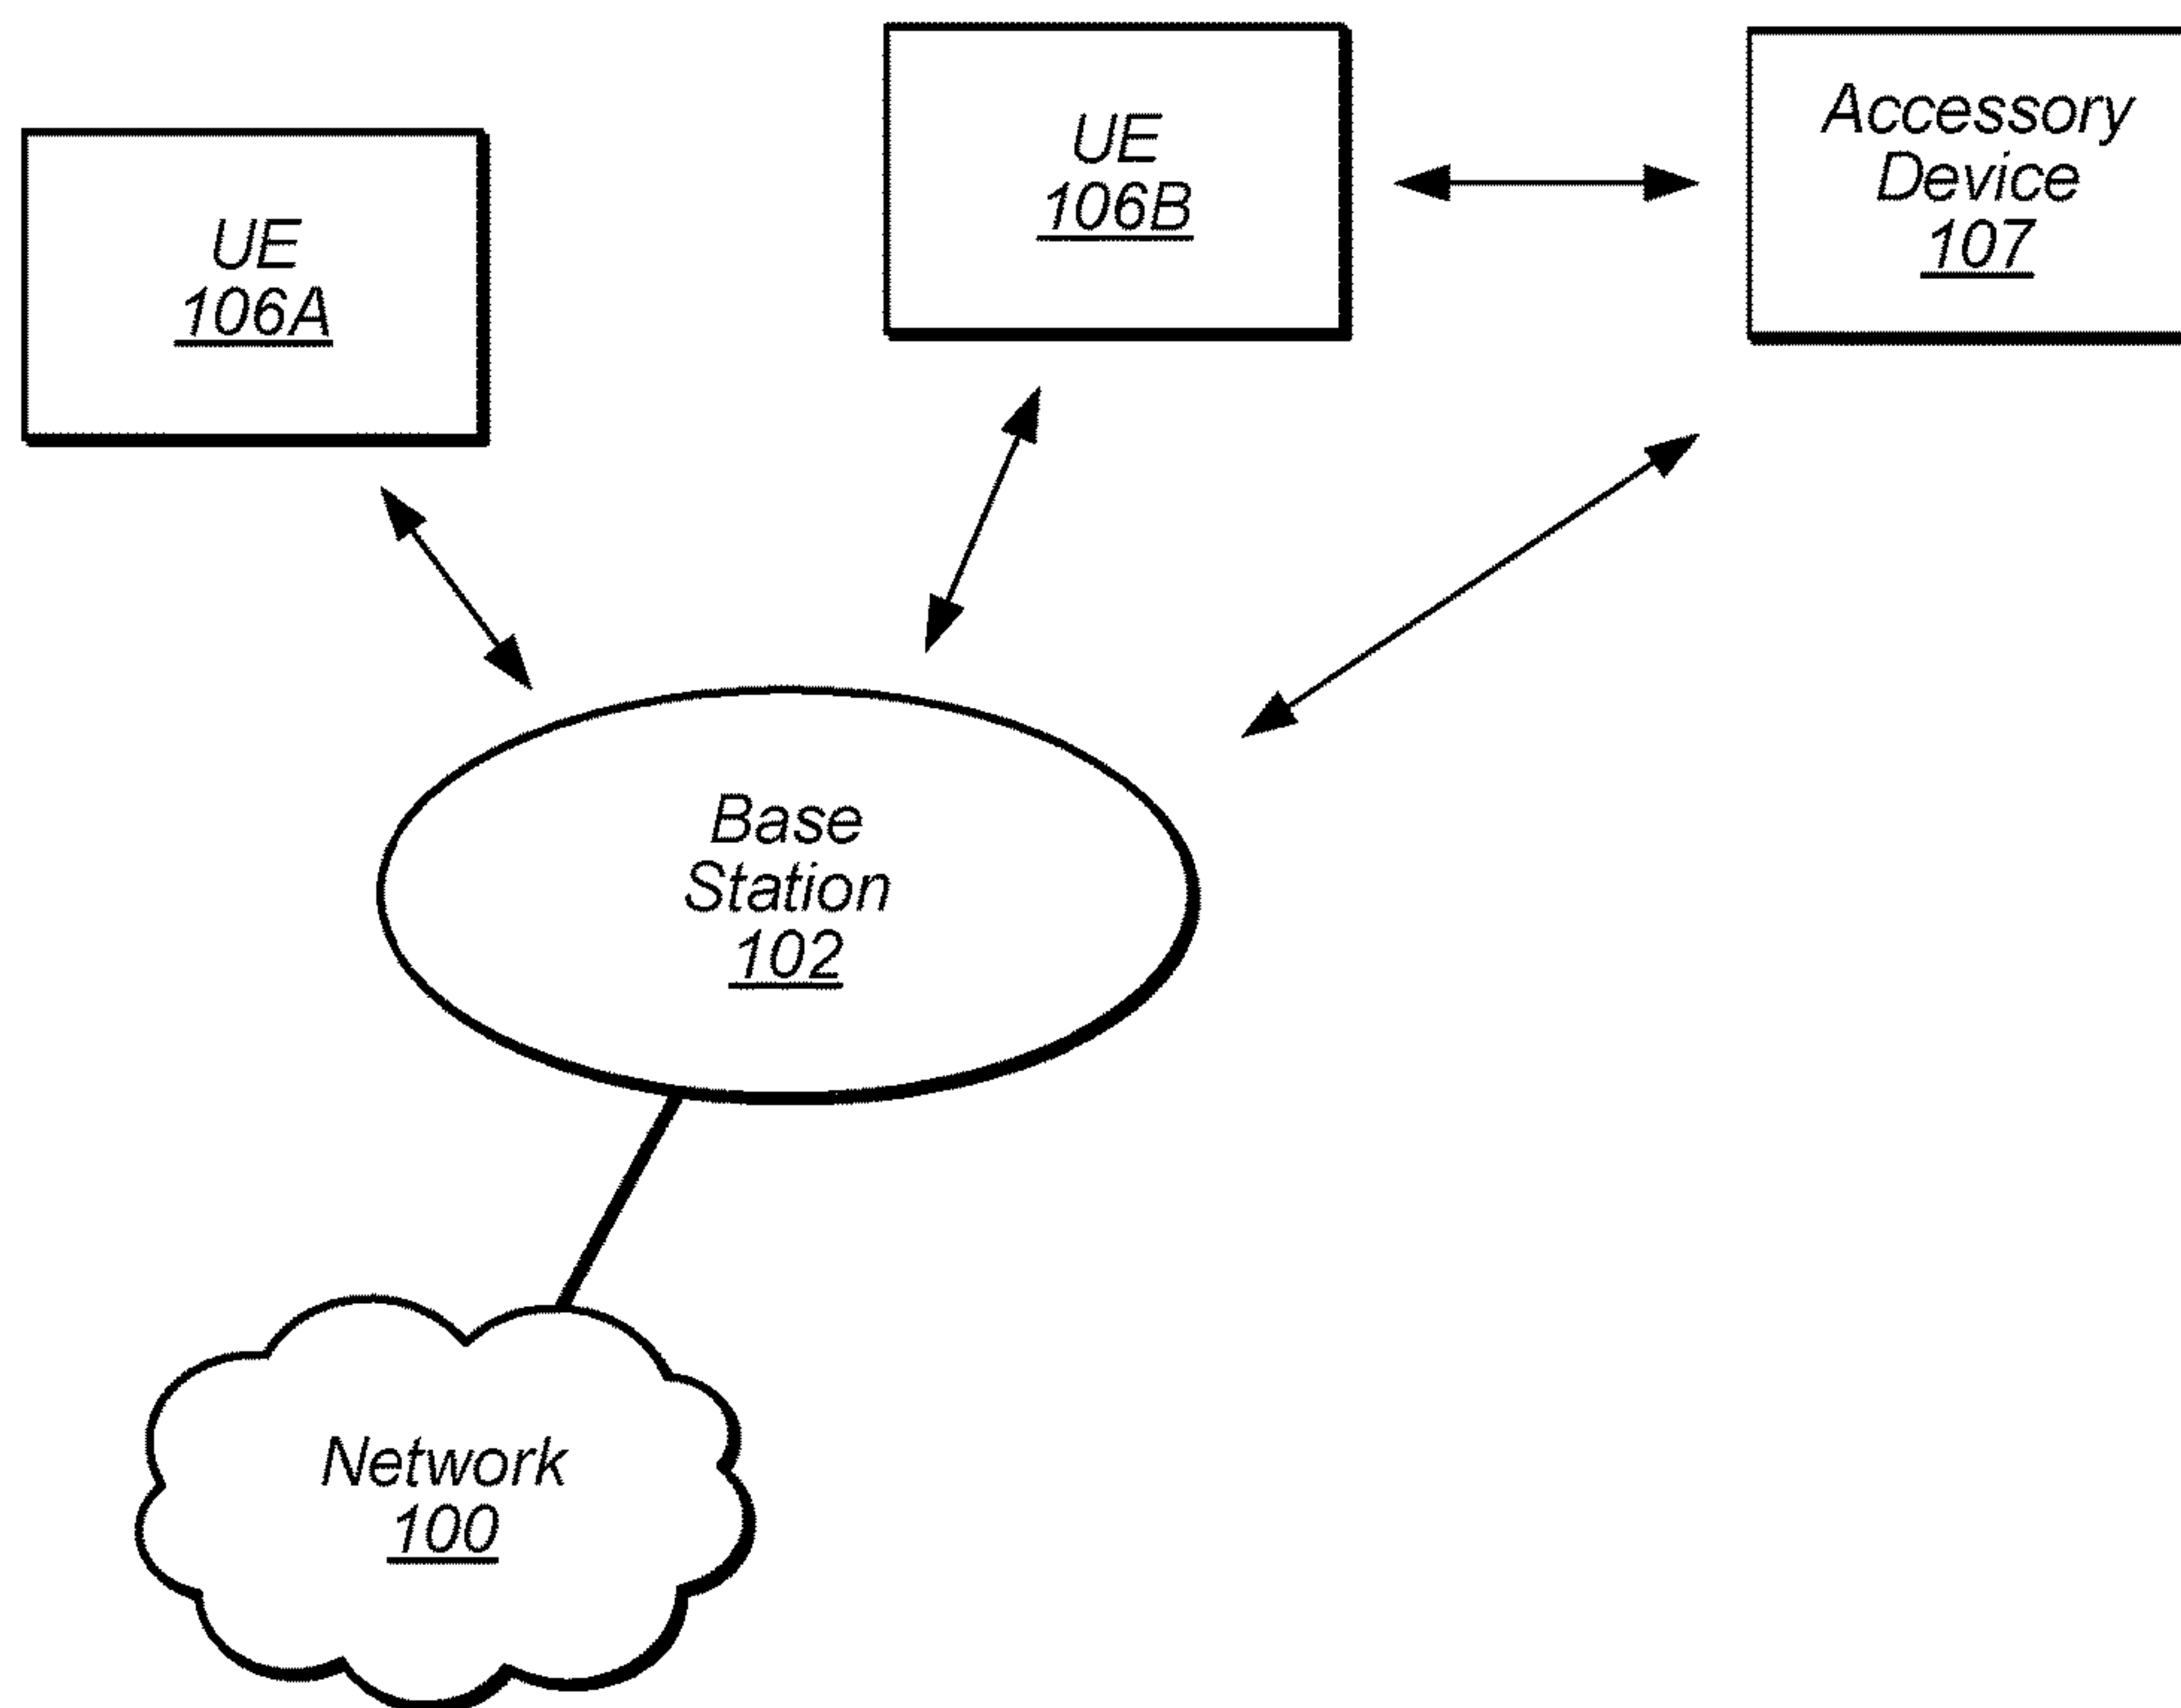 UE
106A
UE
106B
Accessory
Device
107
Base
Station
102
Network
100